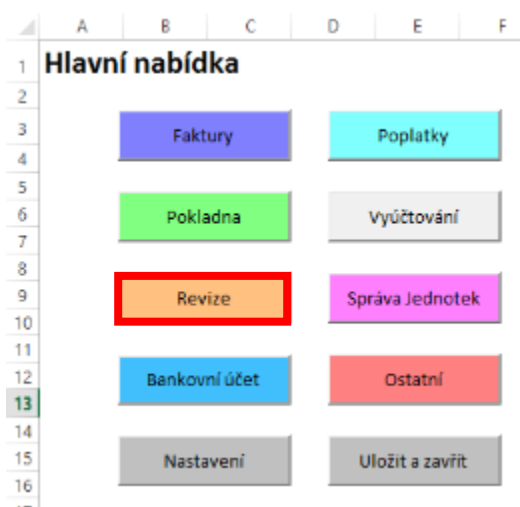 A B C D E F
1 Hlavní nabídka
2
3 Faktury Poplatky
4
5
6 Pokladna Vyúčtování
7
8
9 Revize Správa Jednotek
10
11
12 Bankovní účet Ostatní
13
14
15 Nastavení Uložit a zavřít
16